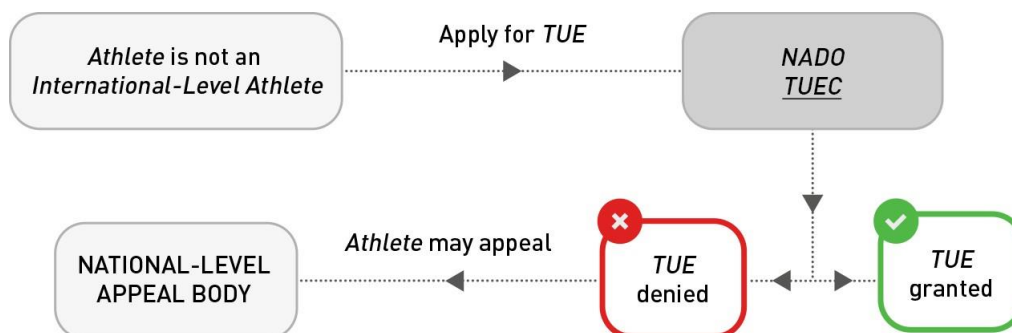 Athlete is not an
International-Level Athlete
Apply for TUE
NADO
TUEC
NATIONAL-LEVEL
APPEAL BODY
Athlete may appeal
TUE
denied
TUE
granted